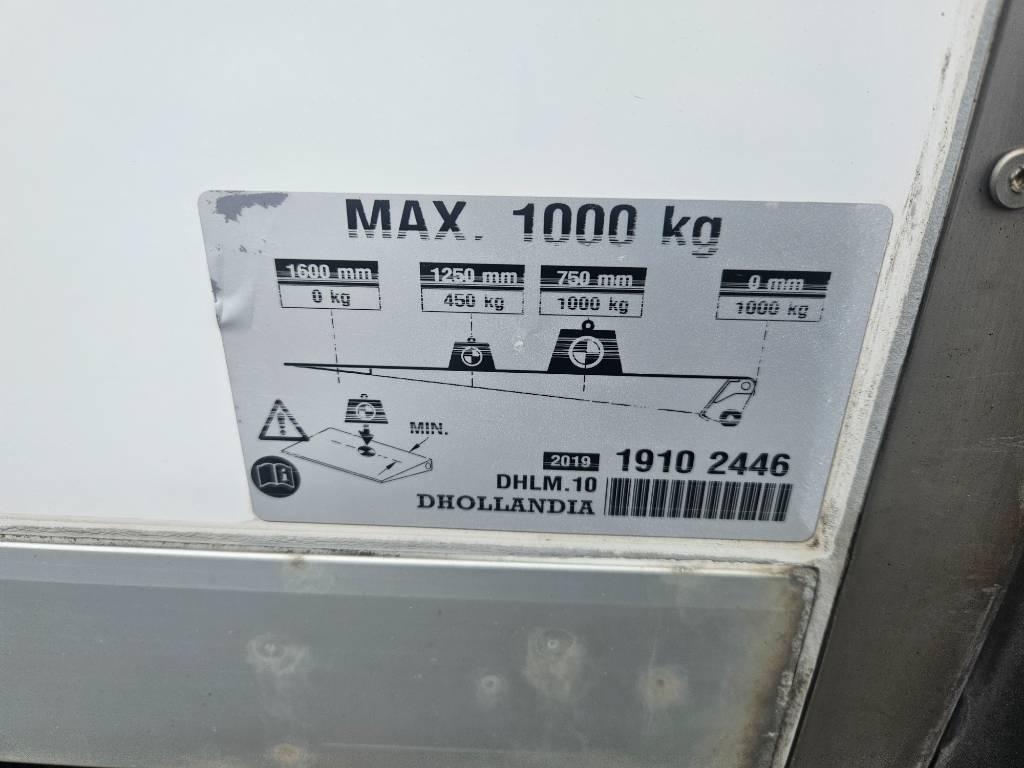 MAX. 1000 kg
1600 mm 1250 mm 750 mm 0 mm
0 kg 450 kg 1000 kg 1000 kg
MIN.
2019 1910 2446
DHLM.10
DHOLLANDIA